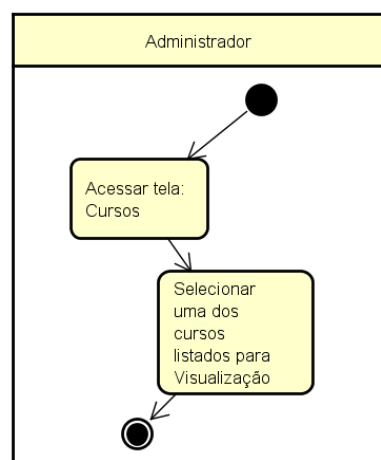 Administrador
Acessar tela:
Cursos
Selecionar
uma dos
cursos
listados para
Visualização